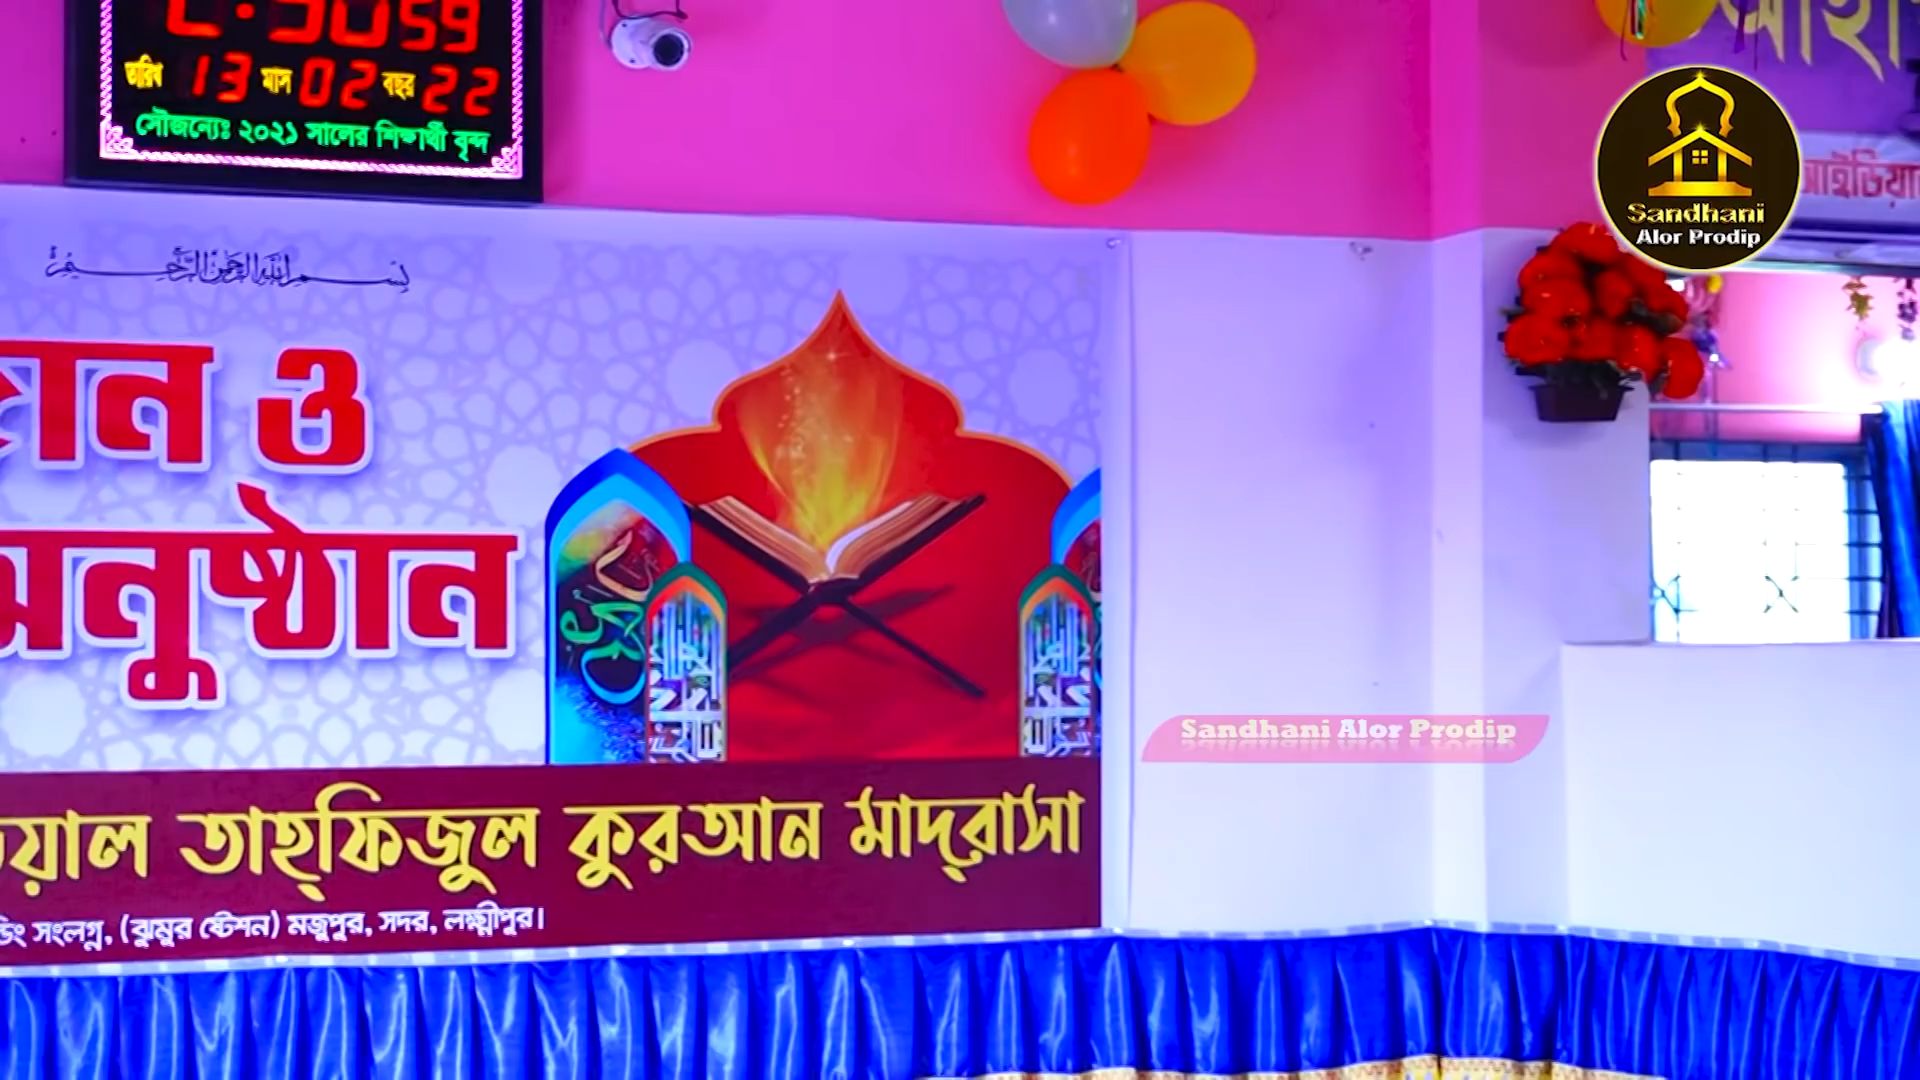 59
তারিখ 13 মাস 02 বছর 22
সৌজন্যেঃ ২০২১ সালের শিক্ষার্থী বৃন্দ
Sandhani
Alor Prodip
بسم الله الرحمن الرحيم
ও
অনুষ্ঠান
Sandhani Alor Prodip
তাহ্ফিজুল কুরআন মাদ্রাসা
সংলগ্ন, (ঝুমুর ষ্টেশন) মজুপুর, সদর, লক্ষ্মীপুর।